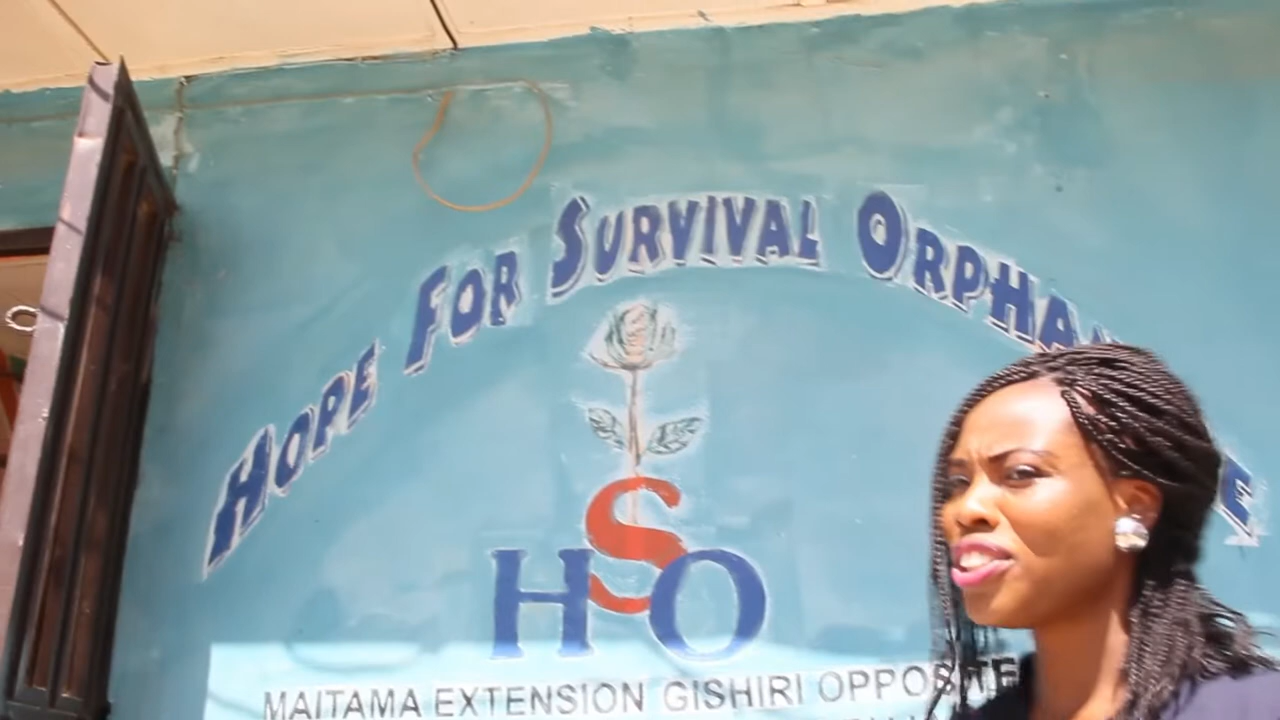 HOPE FOR SURVIVAL ORPHA
HSO
MAITAMA EXTENSION GISHIRI OPPOSITE